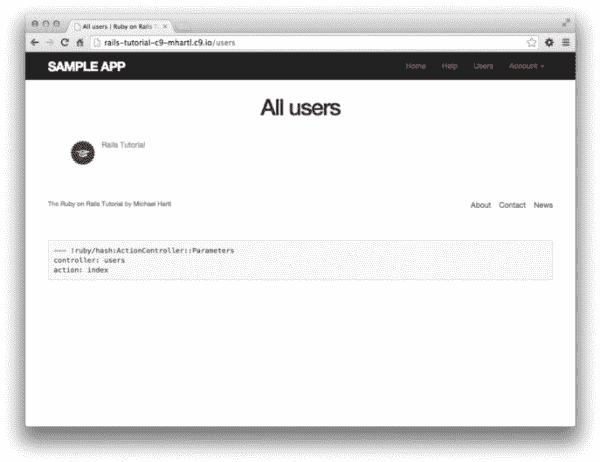 All users | Ruby on Rails T
rails-tutorial-c9-mhartl.c9.io/users
SAMPLE APP
Home Help Users Account
All users
Rails Tutorial
The Ruby on Rails Tutorial by Michael Hartl
About Contact News
--- !ruby/hash:ActionController::Parameters
controller: users
action: index